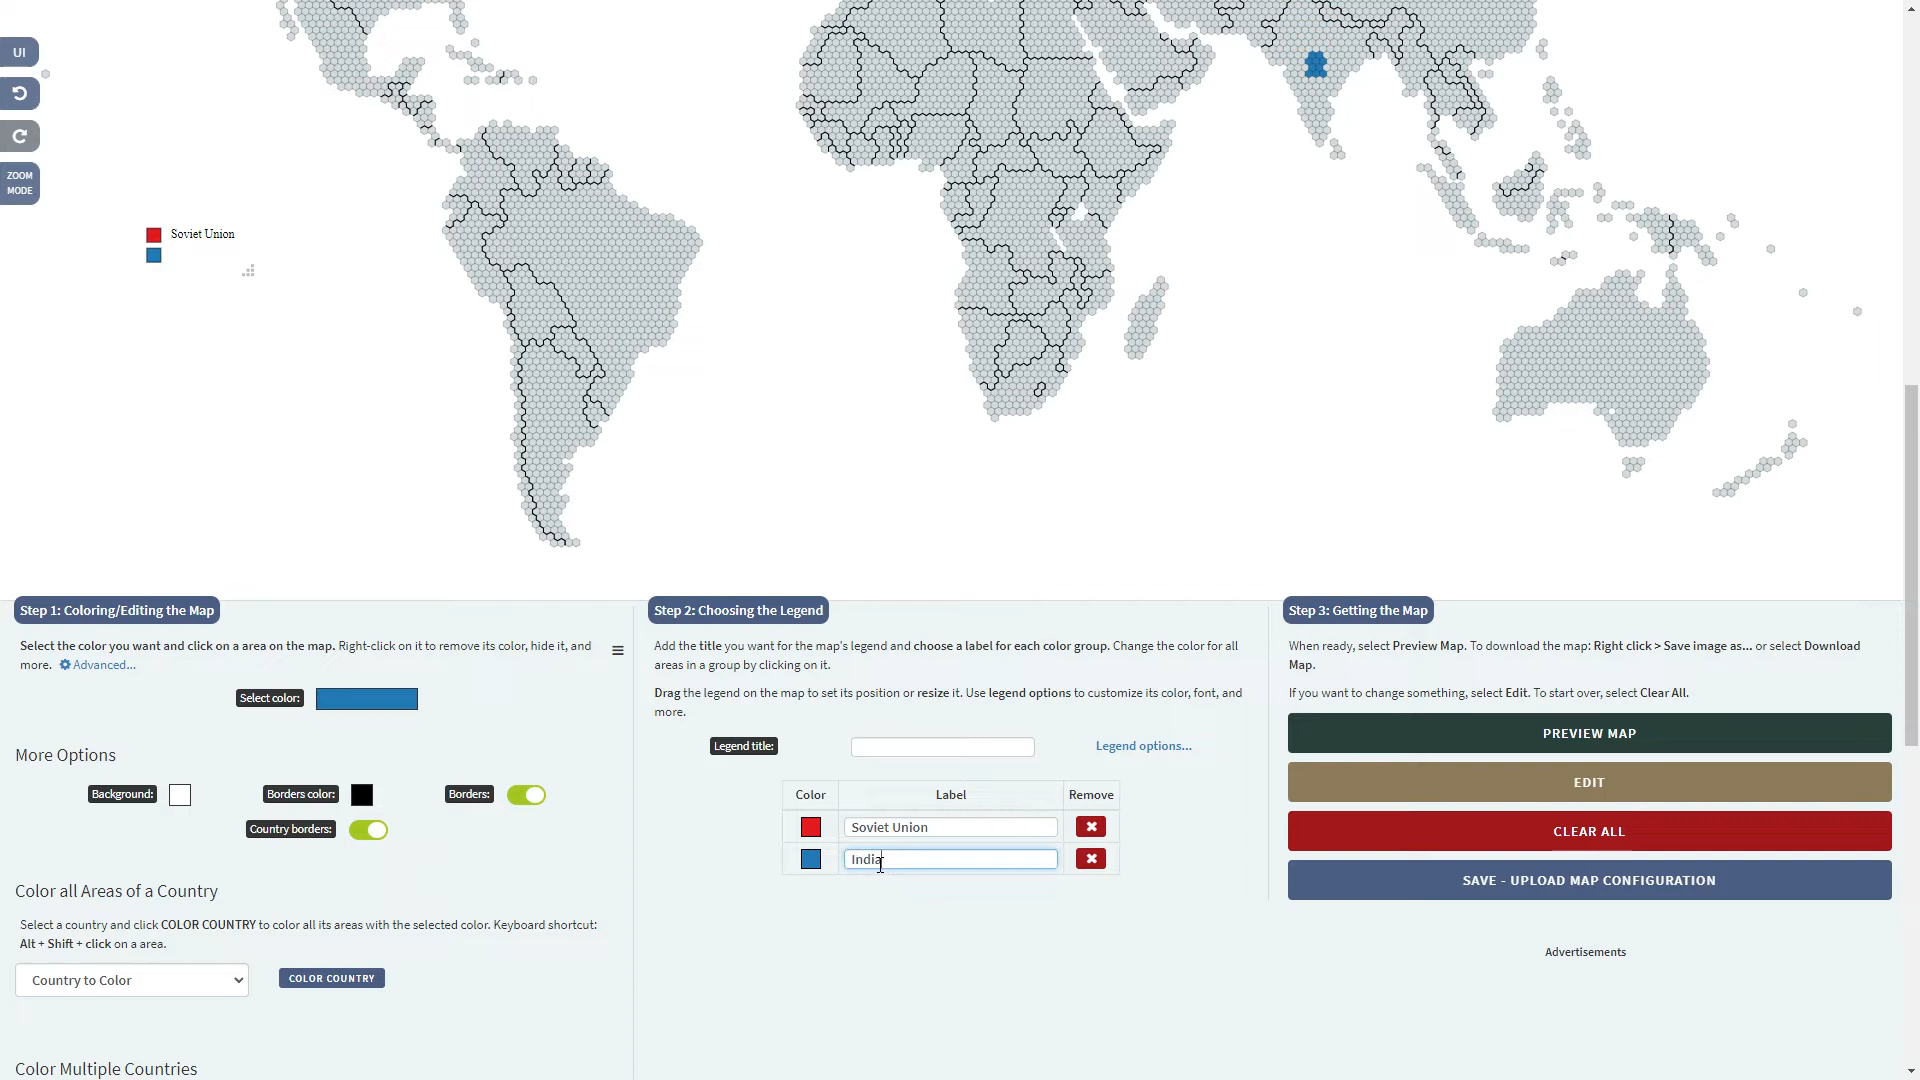 UI
ZOOM
MODE
Soviet Union
Step 1: Coloring/Editing the Map
Select the color you want and click on a area on the map. Right-click on it to remove its color, hide it, and
more. Advanced...
Select color:
More Options
Background:
Borders color:
Borders:
Country borders:
Color all Areas of a Country
Select a country and click COLOR COUNTRY to color all its areas with the selected color. Keyboard shortcut:
Alt + Shift + click on a area.
Country to Color
COLOR COUNTRY
Color Multiple Countries
Step 2: Choosing the Legend
Add the title you want for the map's legend and choose a label for each color group. Change the color for all
areas in a group by clicking on it.
Drag the legend on the map to set its position or resize it. Use legend options to customize its color, font, and
more.
Legend title:
Legend options...
Color Label Remove
Soviet Union
India
Step 3: Getting the Map
When ready, select Preview Map. To download the map: Right click > Save image as... or select Download
Map.
If you want to change something, select Edit. To start over, select Clear All.
PREVIEW MAP
EDIT
CLEAR ALL
SAVE - UPLOAD MAP CONFIGURATION
Advertisements